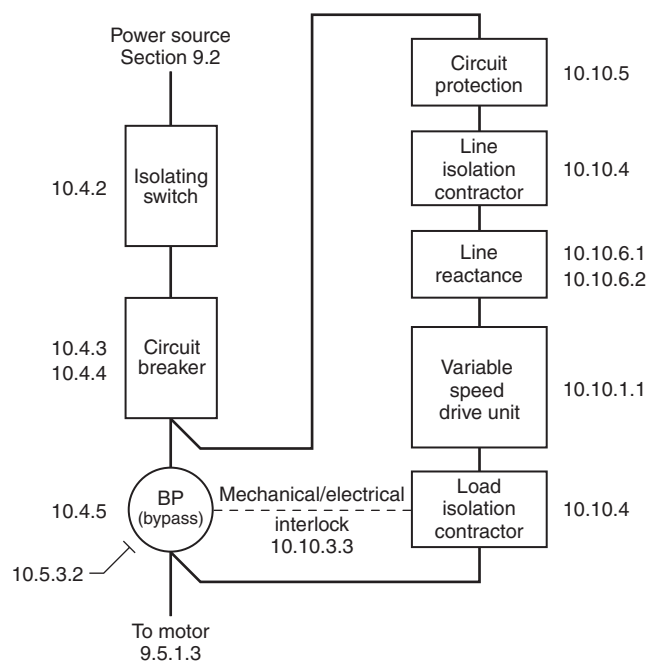 Power source
Section 9.2
10.4.2
Isolating
switch
10.4.3
10.4.4
Circuit
breaker
10.4.5
BP
(bypass)
10.5.3.2
To motor
9.5.1.3
Mechanical/electrical
interlock
10.10.3.3
Circuit
protection
10.10.5
Line
isolation
contractor
10.10.4
Line
reactance
10.10.6.1
10.10.6.2
Variable
speed
drive unit
10.10.1.1
Load
isolation
contractor
10.10.4